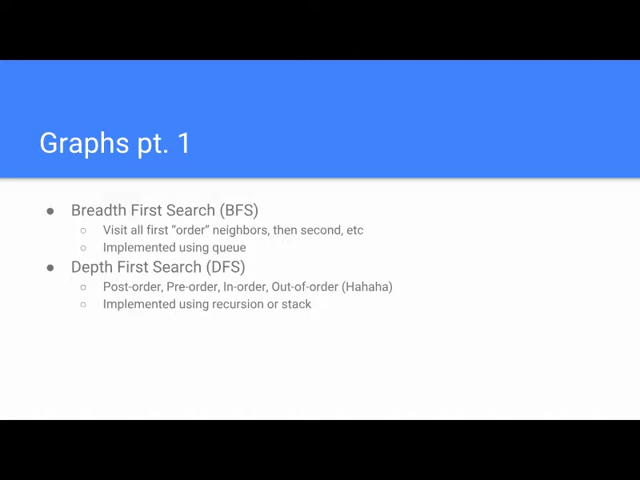 Graphs pt. 1
● Breadth First Search (BFS)
○ Visit all first “order” neighbors, then second, etc
○ Implemented using queue
● Depth First Search (DFS)
○ Post-order, Pre-order, In-order, Out-of-order (Hahaha)
○ Implemented using recursion or stack